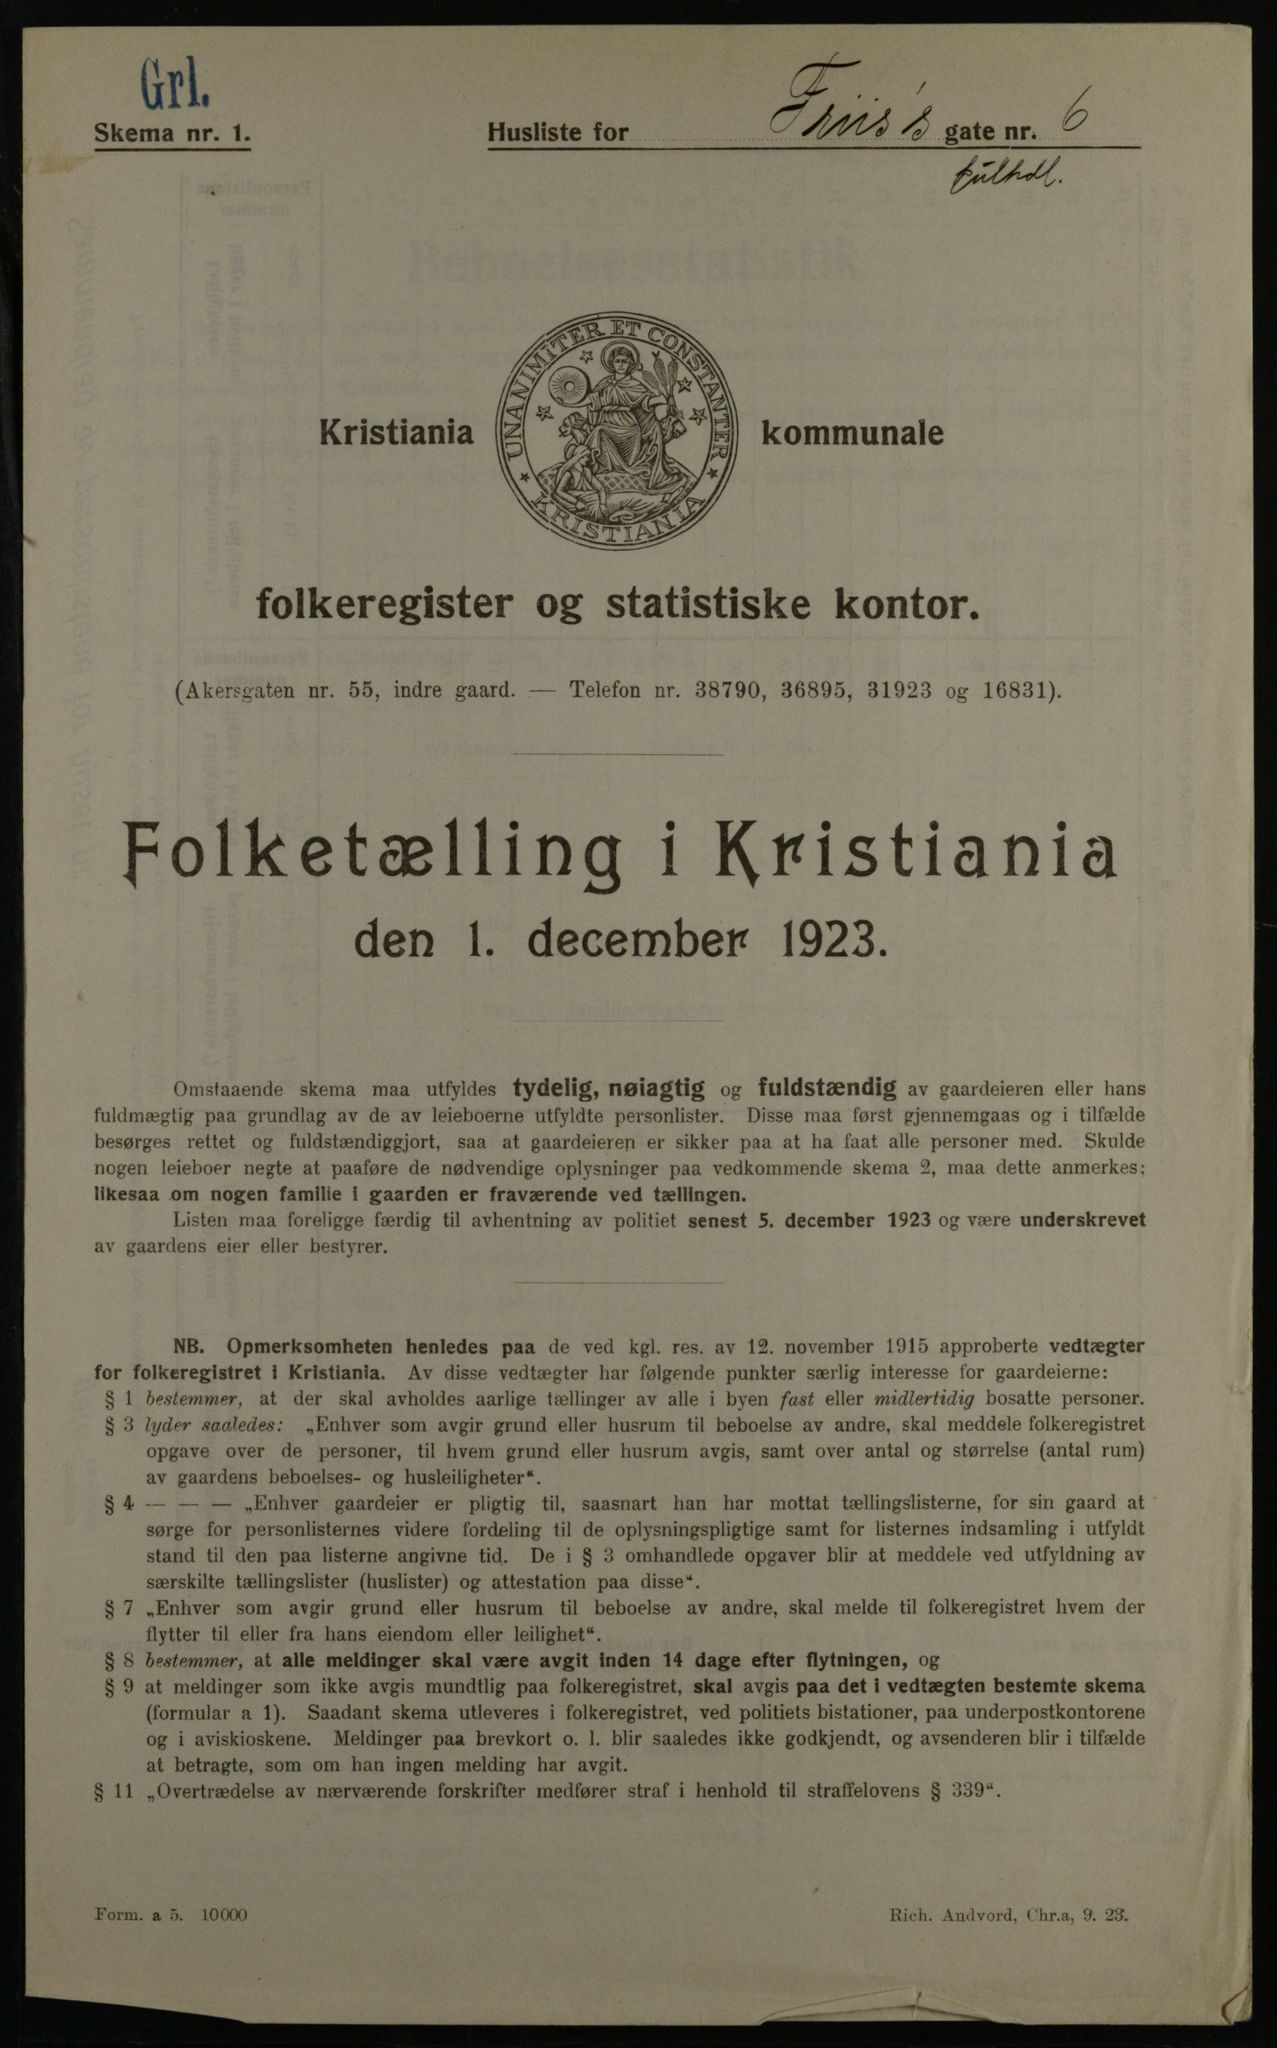 Grl.
Skema nr. 1.
Husliste for Friis's gate nr. 6
UNANIMITER ET CONSTANTER
KRISTIANIA
Kristiania kommunale
folkeregister og statistiske kontor.
(Akersgaten nr. 55, indre gaard. — Telefon nr. 38790, 36895, 31923 og 16831).
Folketælling i Kristiania
den 1. december 1923.
Omstaaende skema maa utfyldes tydelig, nøiagtig og fuldstændig av gaardeieren eller hans
fuldmægtig paa grundlag av de av leieboerne utfyldte personlister. Disse maa først gjennemgaas og i tilfælde
besørges rettet og fuldstændiggjort, saa at gaardeieren er sikker paa at ha faat alle personer med. Skulde
nogen leieboer negte at paaføre de nødvendige oplysninger paa vedkommende skema 2, maa dette anmerkes;
likesaa om nogen familie i gaarden er fraværende ved tællingen.
Listen maa foreligge færdig til avhentning av politiet senest 5. december 1923 og være underskrevet
av gaardens eier eller bestyrer.
NB. Opmerksomheten henledes paa de ved kgl. res. av 12. november 1915 approberte vedtægter
for folkeregistret i Kristiania. Av disse vedtægter har følgende punkter særlig interesse for gaardeierne:
§ 1 bestemmer, at der skal avholdes aarlige tællinger av alle i byen fast eller midlertidig bosatte personer.
§ 3 lyder saaledes: „Enhver som avgir grund eller husrum til beboelse av andre, skal meddele folkeregistret
opgave over de personer, til hvem grund eller husrum avgis, samt over antal og størrelse (antal rum)
av gaardens beboelses- og husleiligheter“.
§ 4 — — — „Enhver gaardeier er pligtig til, saasnart han har mottat tællingslisterne, for sin gaard at
sørge for personlisternes videre fordeling til de oplysningspligtige samt for listernes indsamling i utfyldt
stand til den paa listerne angivne tid. De i § 3 omhandlede opgaver blir at meddele ved utfyldning av
særskilte tællingslister (huslister) og attestation paa disse“.
§ 7 „Enhver som avgir grund eller husrum til beboelse av andre, skal melde til folkeregistret hvem der
flytter til eller fra hans eiendom eller leilighet“.
§ 8 bestemmer, at alle meldinger skal være avgit inden 14 dage efter flytningen, og
§ 9 at meldinger som ikke avgis mundtlig paa folkeregistret, skal avgis paa det i vedtægten bestemte skema
(formular a 1). Saadant skema utleveres i folkeregistret, ved politiets bistationer, paa underpostkontorene
og i aviskioskene. Meldinger paa brevkort o. l. blir saaledes ikke godkjendt, og avsenderen blir i tilfælde
at betragte, som om han ingen melding har avgit.
§ 11 „Overtrædelse av nærværende forskrifter medfører straf i henhold til straffelovens § 339“.
Form. a 5. 10000
Rich. Andvord, Chr.a, 9. 23.